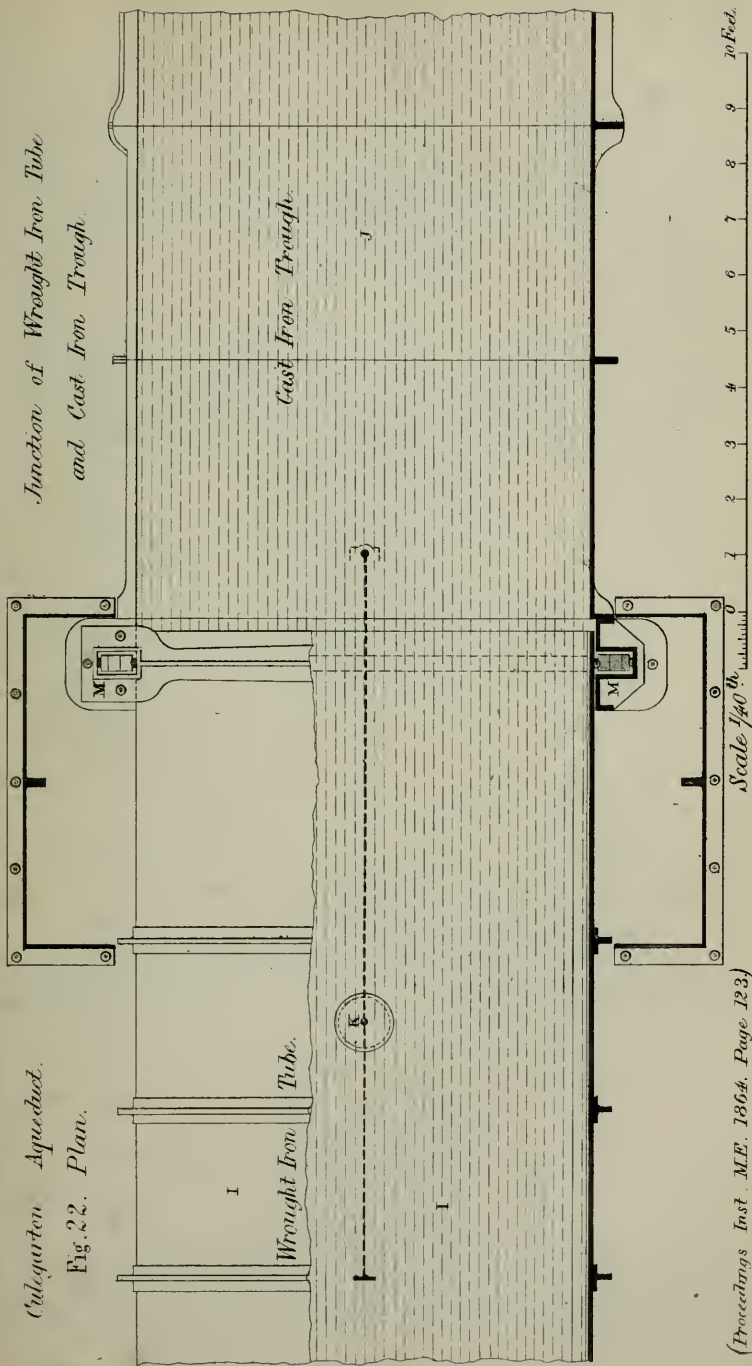 Culegarton Aqueduct.
Fig. 22. Plan.
Junction of Wrought Iron Tube
and Cast Iron Trough.
M
Wrought Iron Tube.
Cast Iron Trough.
I
K
J
I
M
Scale 1/40th
0 1 2 3 4 5 6 7 8 9 10 Feet.
(Proceedings Inst. M.E. 1864. Page 123)